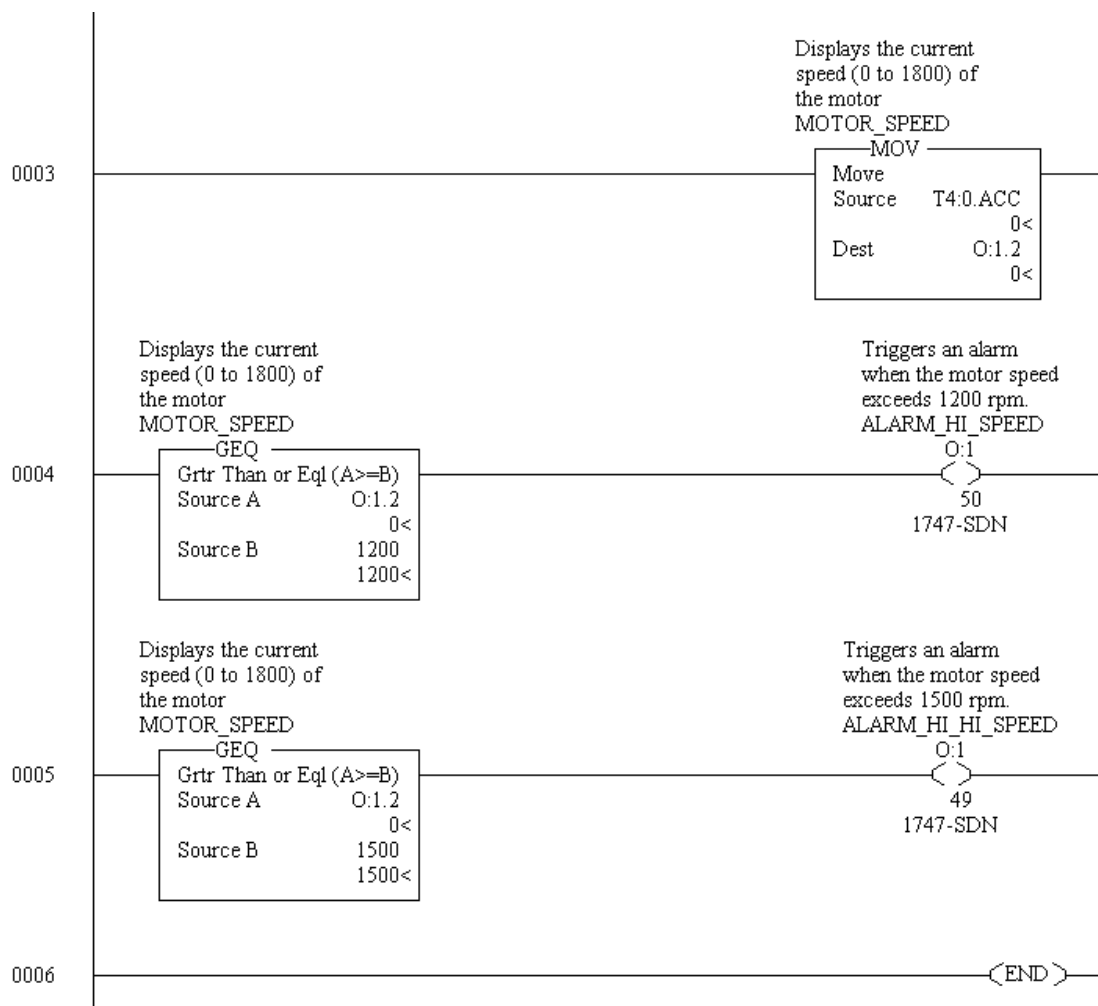 Displays the current
speed (0 to 1800) of
the motor
MOTOR_SPEED
MOV
0003
Move
Source T4:0.ACC
0<
Dest O:1.2
0<
Displays the current
speed (0 to 1800) of
the motor
MOTOR_SPEED
GEQ
0004
Grtr Than or Eql (A>=B)
Source A O:1.2
0<
Source B 1200
1200<
Triggers an alarm
when the motor speed
exceeds 1200 rpm.
ALARM_HI_SPEED
O:1
50
1747-SDN
Displays the current
speed (0 to 1800) of
the motor
MOTOR_SPEED
GEQ
0005
Grtr Than or Eql (A>=B)
Source A O:1.2
0<
Source B 1500
1500<
Triggers an alarm
when the motor speed
exceeds 1500 rpm.
ALARM_HI_HI_SPEED
O:1
49
1747-SDN
0006
END